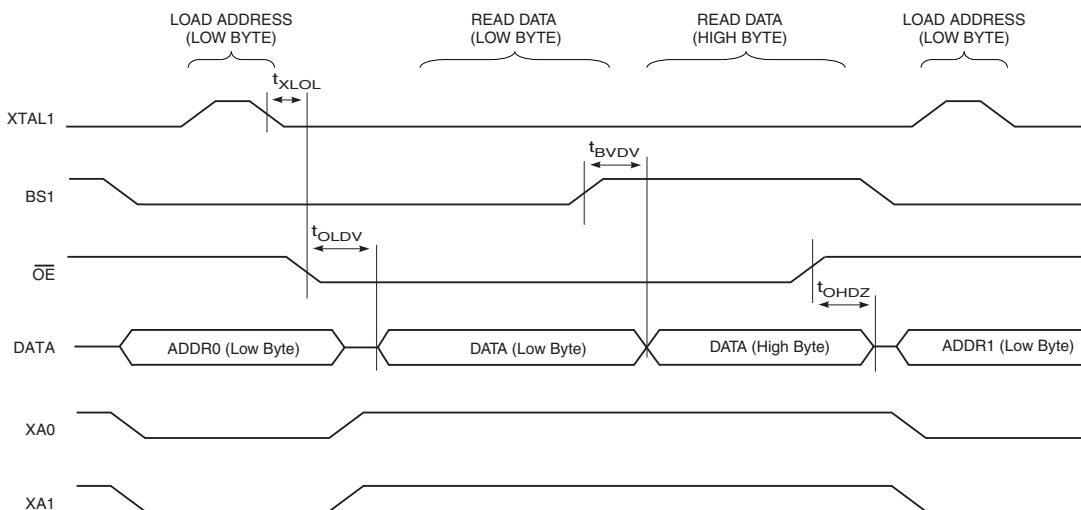 LOAD ADDRESS
(LOW BYTE)
READ DATA
(LOW BYTE)
READ DATA
(HIGH BYTE)
LOAD ADDRESS
(LOW BYTE)
tXLOL
XTAL1
tBVDV
BS1
tOLDV
OE
tOHDZ
DATA
ADDR0 (Low Byte)
DATA (Low Byte)
DATA (High Byte)
ADDR1 (Low Byte)
XA0
XA1